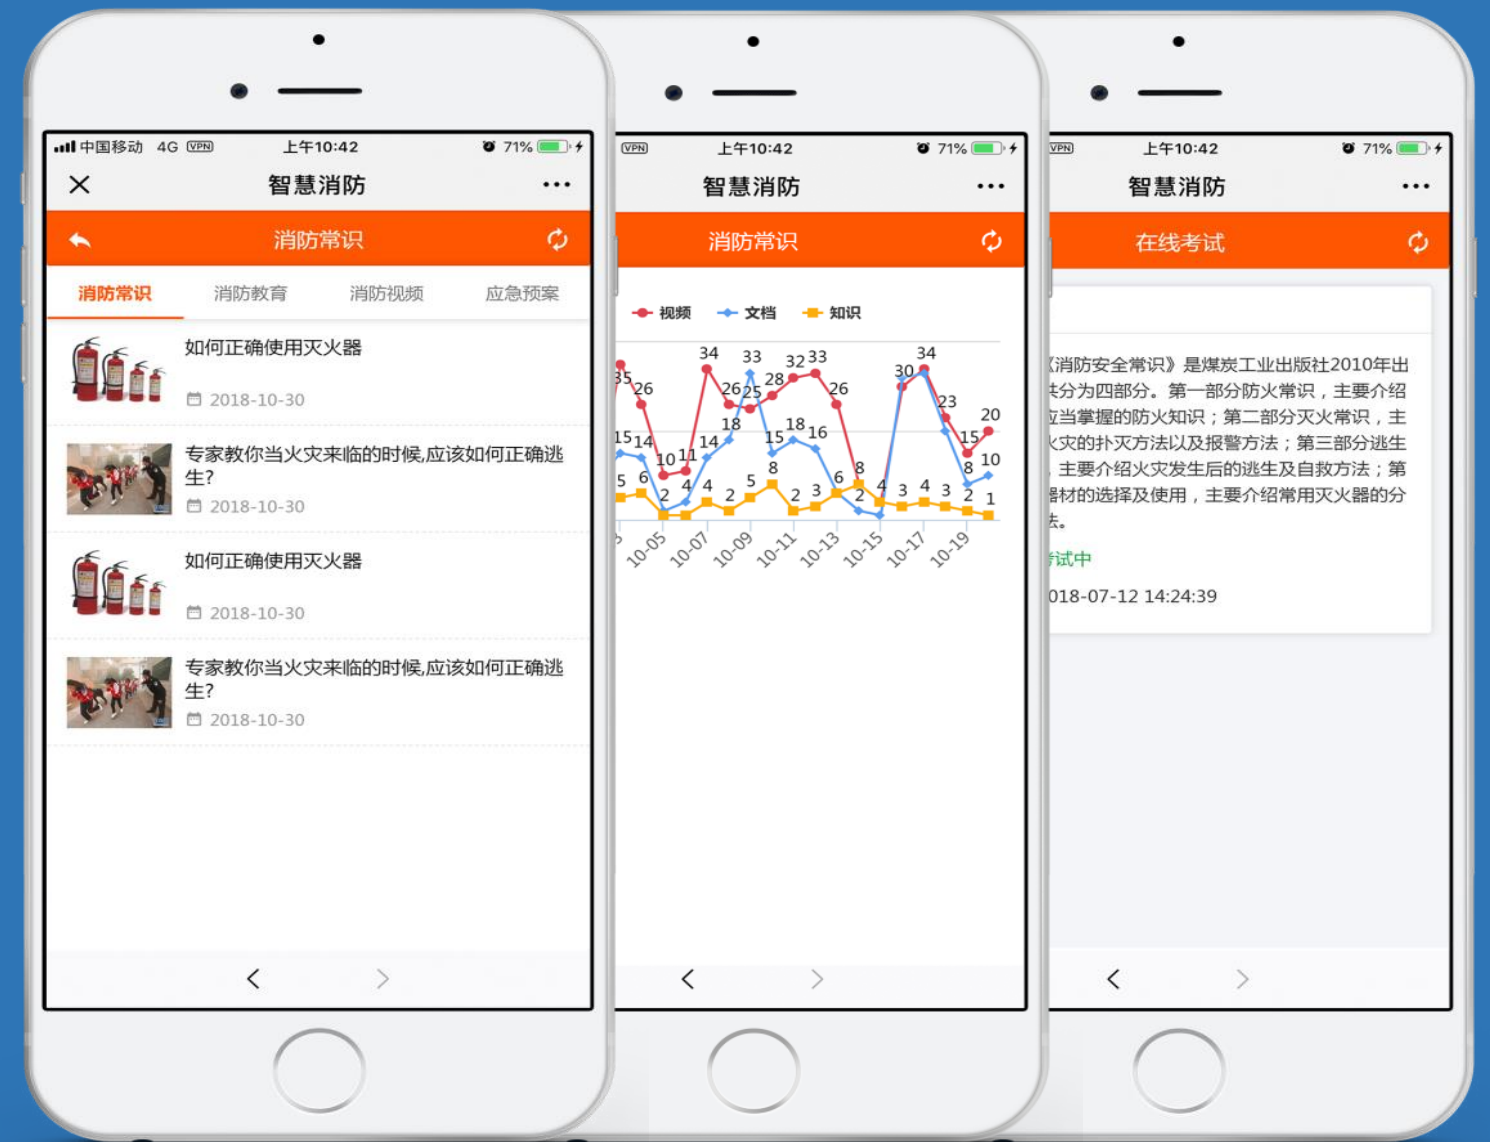 中国移动 4G VPN 上午10:42 71%
智慧消防
消防常识
消防常识 消防教育 消防视频 应急预案
如何正确使用灭火器
2018-10-30
专家教你当火灾来临的时候,应该如何正确逃
生?
2018-10-30
如何正确使用灭火器
2018-10-30
专家教你当火灾来临的时候,应该如何正确逃
生?
2018-10-30
VPN 上午10:42 71%
智慧消防
消防常识
视频 文档 知识
34 33 32 33 34
35 26 26 25 28 26 30 23 20
15 14 10 11 14 18 15 18 16 15
5 6 2 4 4 2 5 8 2 3 6 8 2 4 3 4 3 8 2 10 1
10-05 10-07 10-09 10-11 10-13 10-15 10-17 10-19
VPN 上午10:42 71%
智慧消防
在线考试
《消防安全常识》是煤炭工业出版社2010年出
共分为四部分。第一部分防火常识，主要介绍
应当掌握的防火知识；第二部分灭火常识，主
火灾的扑灭方法以及报警方法；第三部分逃生
，主要介绍火灾发生后的逃生及自救方法；第
器材的选择及使用，主要介绍常用灭火器的分
法。
考试中
018-07-12 14:24:39